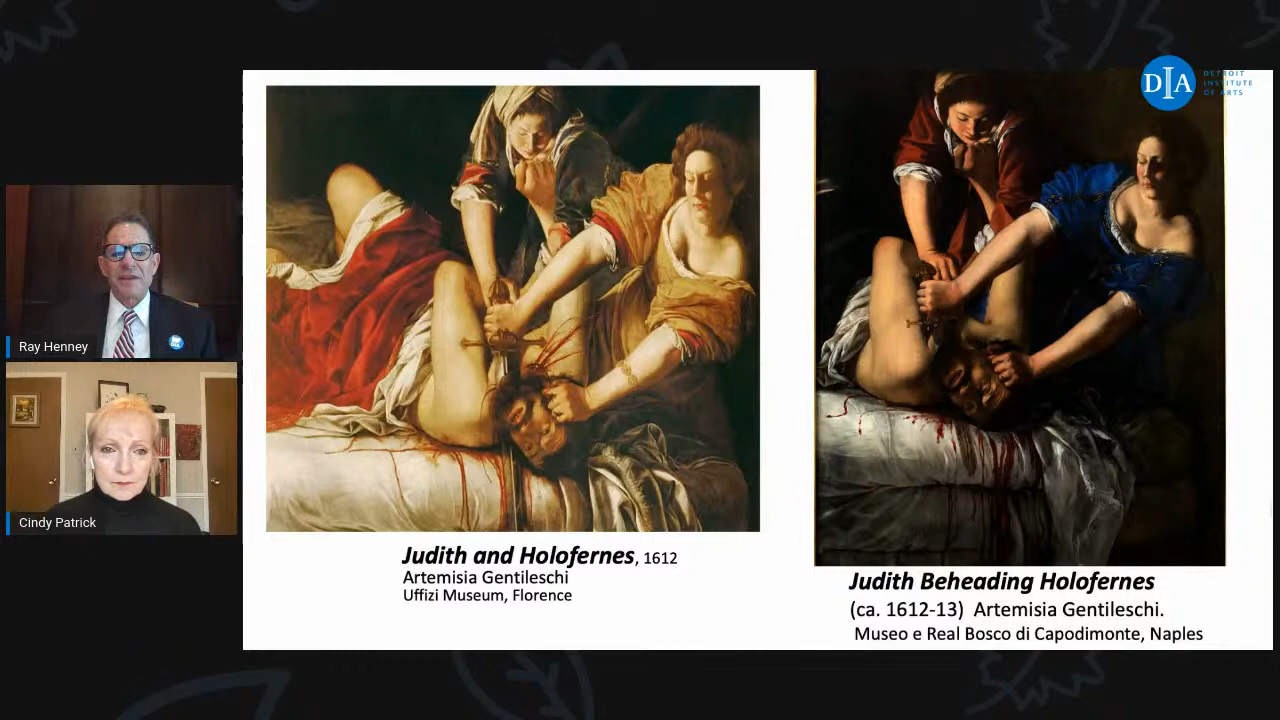 DIA
DETROIT
INSTITUTE
OF ARTS
Ray Henney
Cindy Patrick
Judith and Holofernes, 1612
Artemisia Gentileschi
Uffizi Museum, Florence
Judith Beheading Holofernes
(ca. 1612-13) Artemisia Gentileschi.
Museo e Real Bosco di Capodimonte, Naples